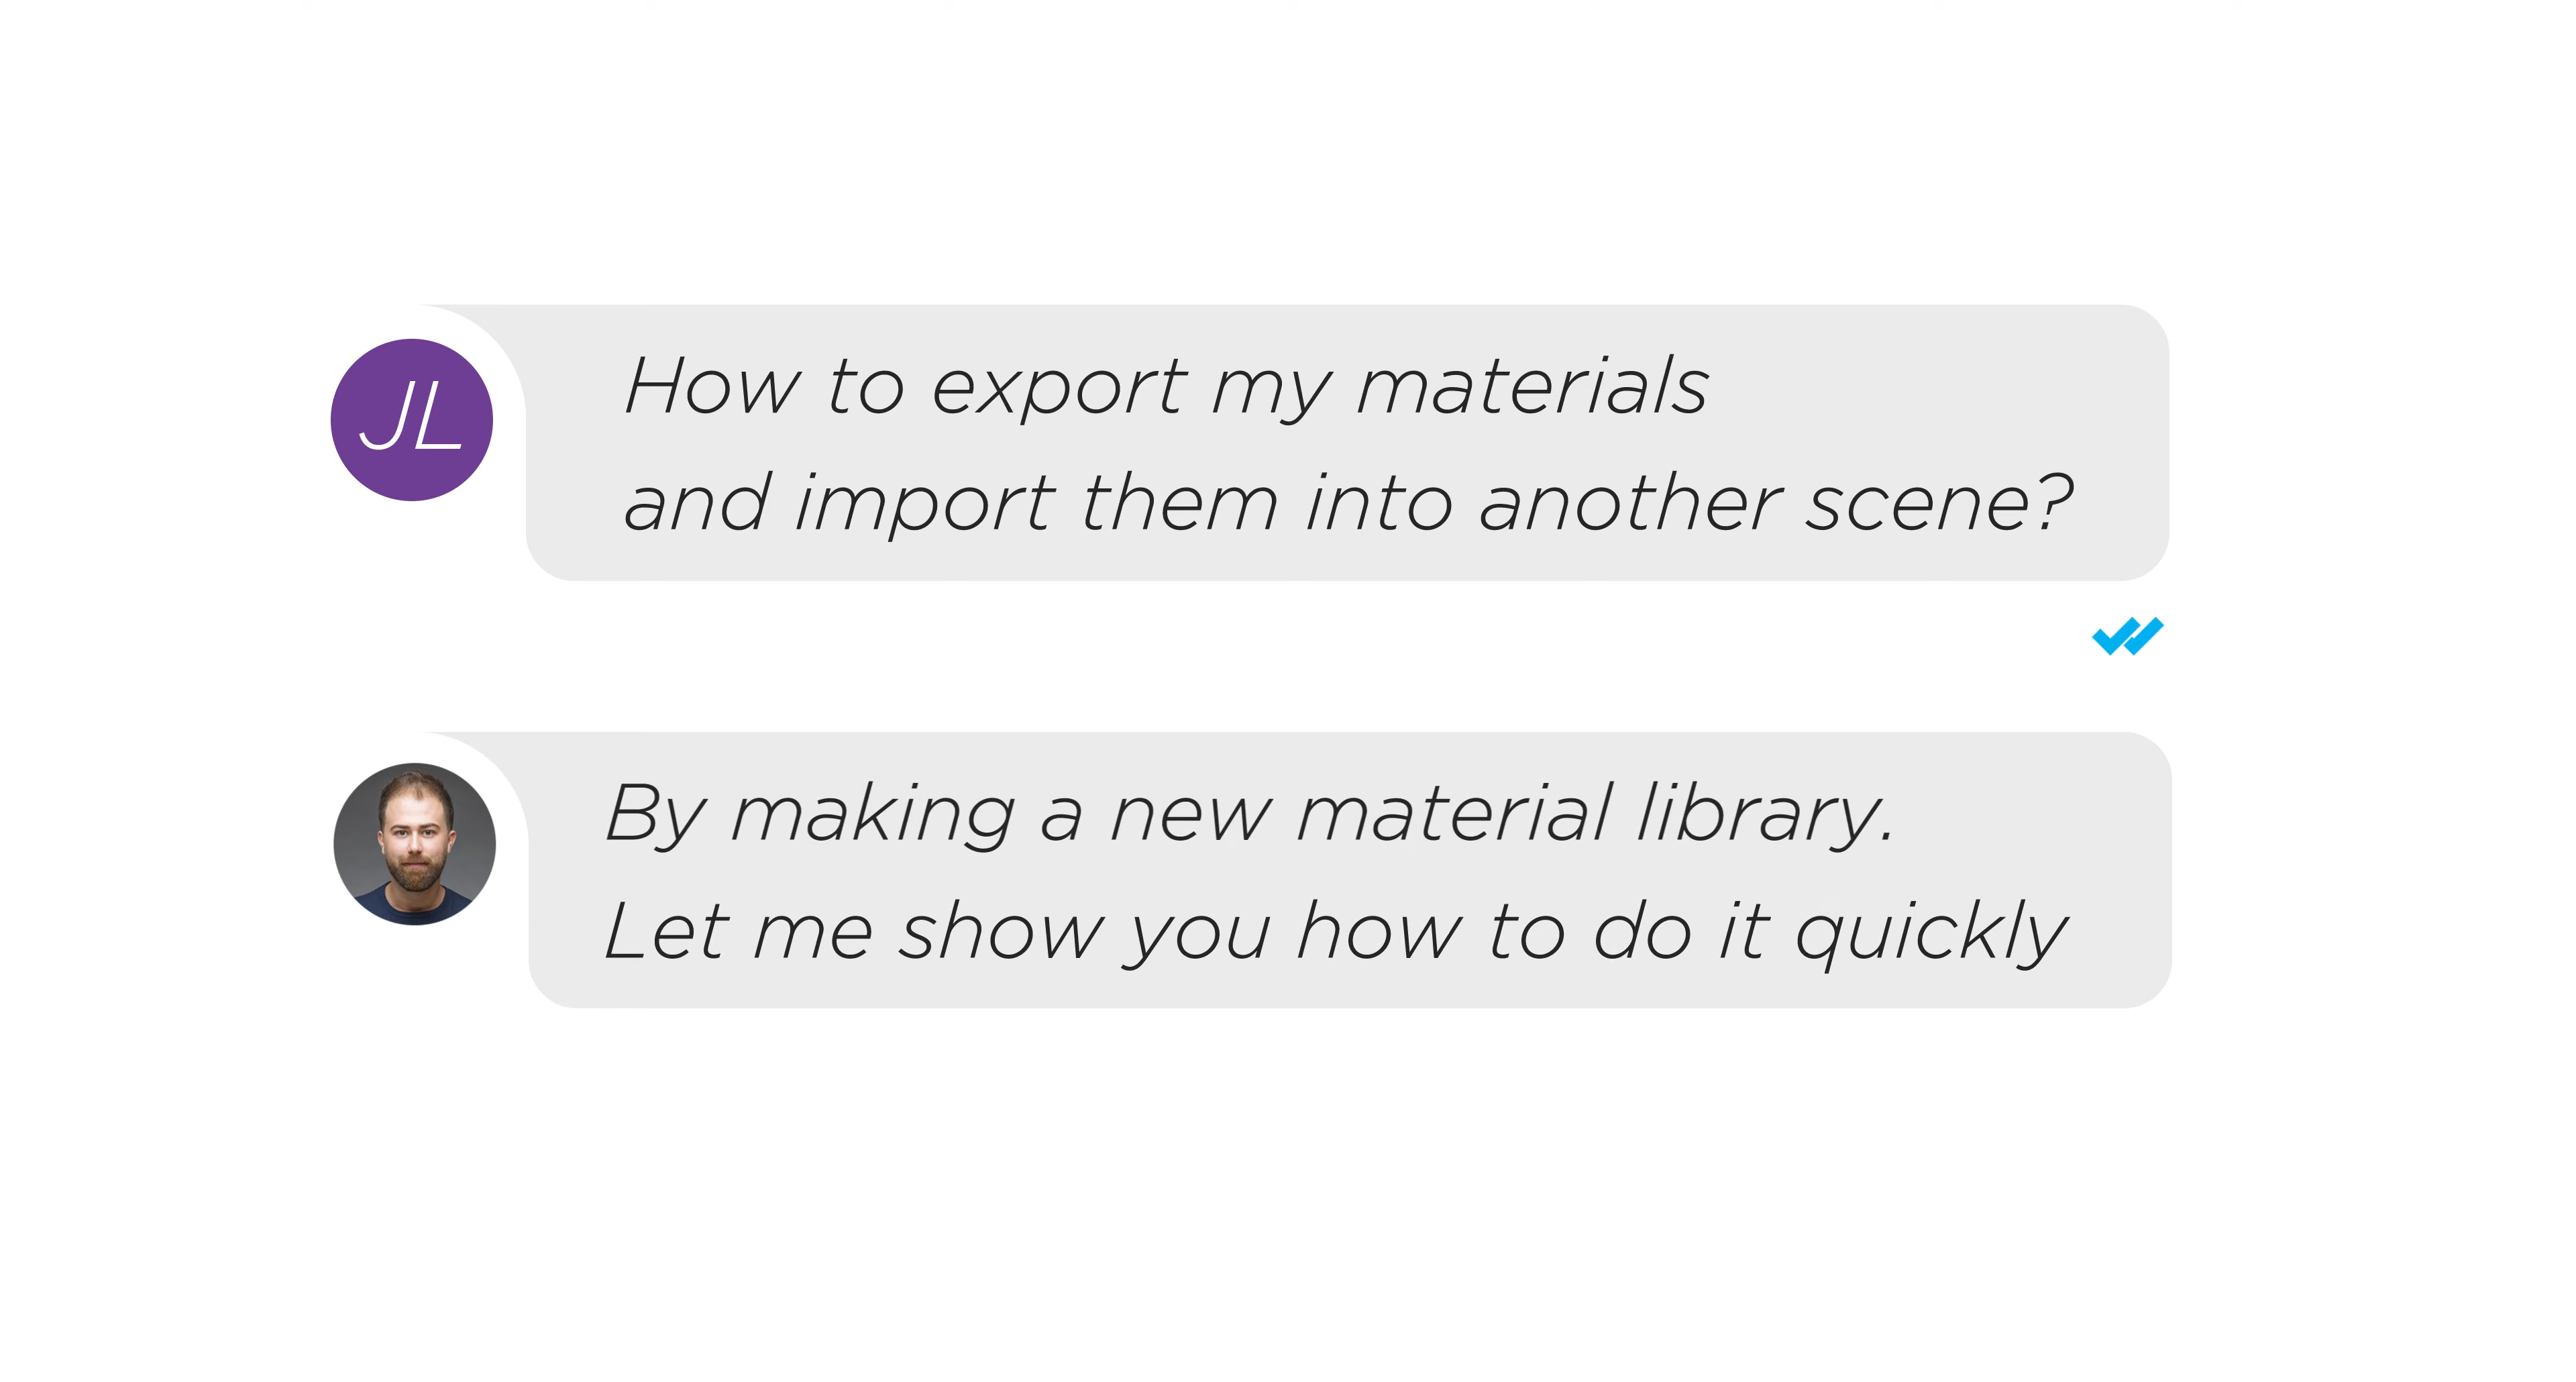 JL
How to export my materials
and import them into another scene?
By making a new material library.
Let me show you how to do it quickly